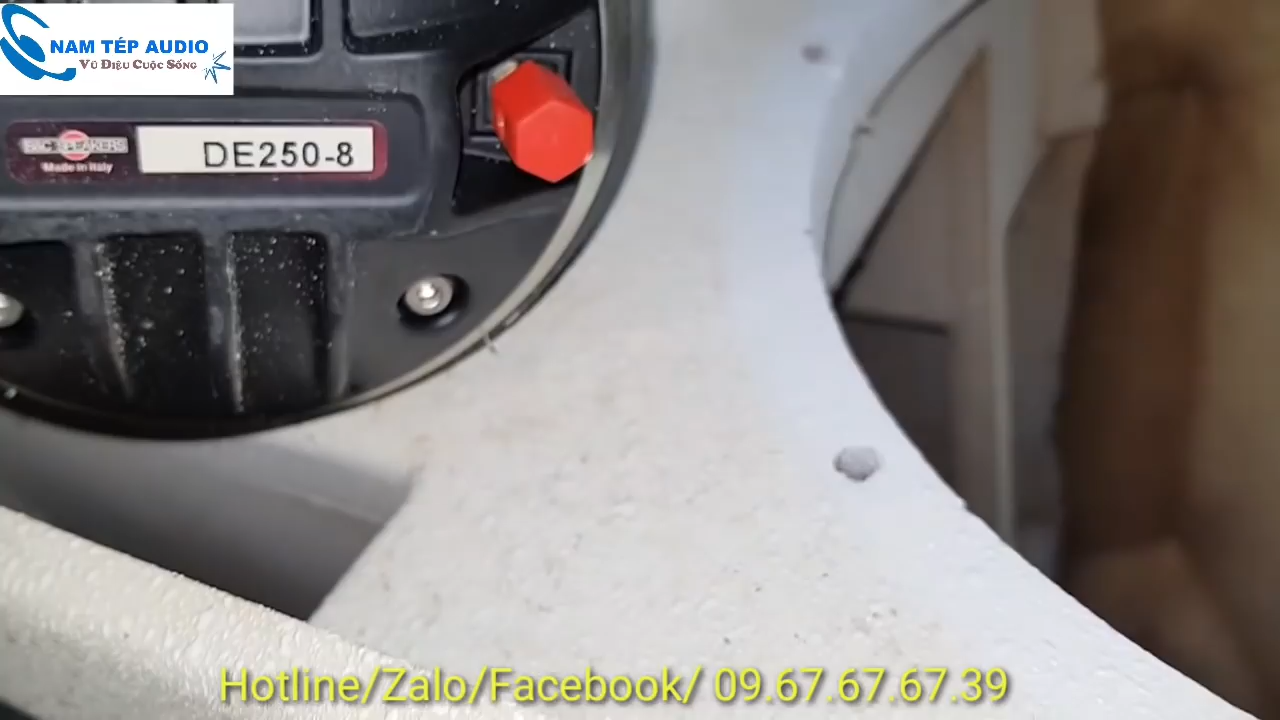 NAM TÉP AUDIO
VŨ ĐIỆU CUỘC SỐNG
DE250-8
Made in Italy
Hotline/Zalo/Facebook/ 09.67.67.67.39